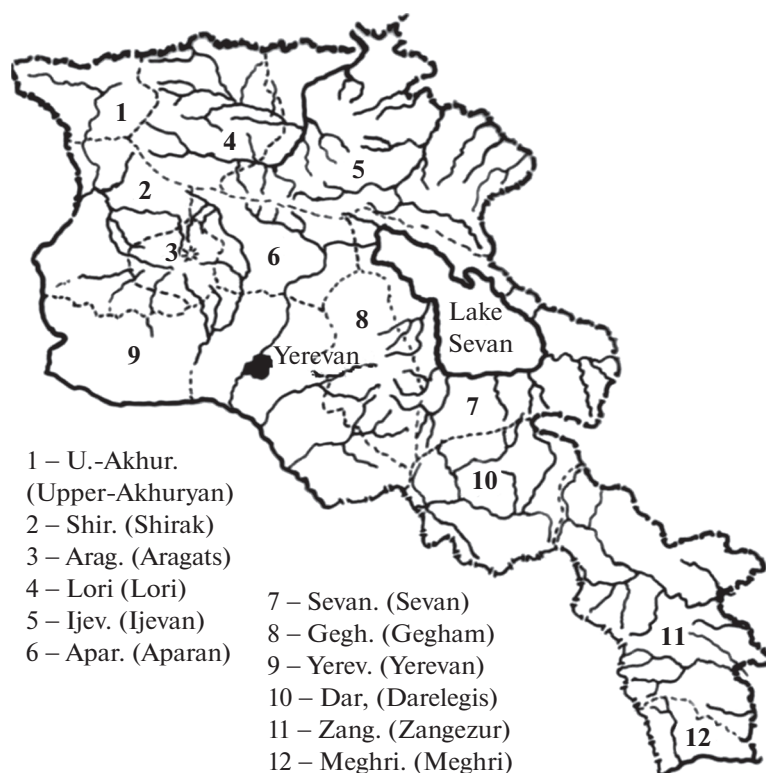 1
4
5
2
3
6
8
Lake
Sevan
9
Yerevan
7
10
11
12
1 – U.-Akhur.
(Upper-Akhuryan)
2 – Shir. (Shirak)
3 – Arag. (Aragats)
4 – Lori (Lori)
5 – Ijev. (Ijevan)
6 – Apar. (Aparan)
7 – Sevan. (Sevan)
8 – Gegh. (Gegham)
9 – Yerev. (Yerevan)
10 – Dar, (Darelegis)
11 – Zang. (Zangezur)
12 – Meghri. (Meghri)